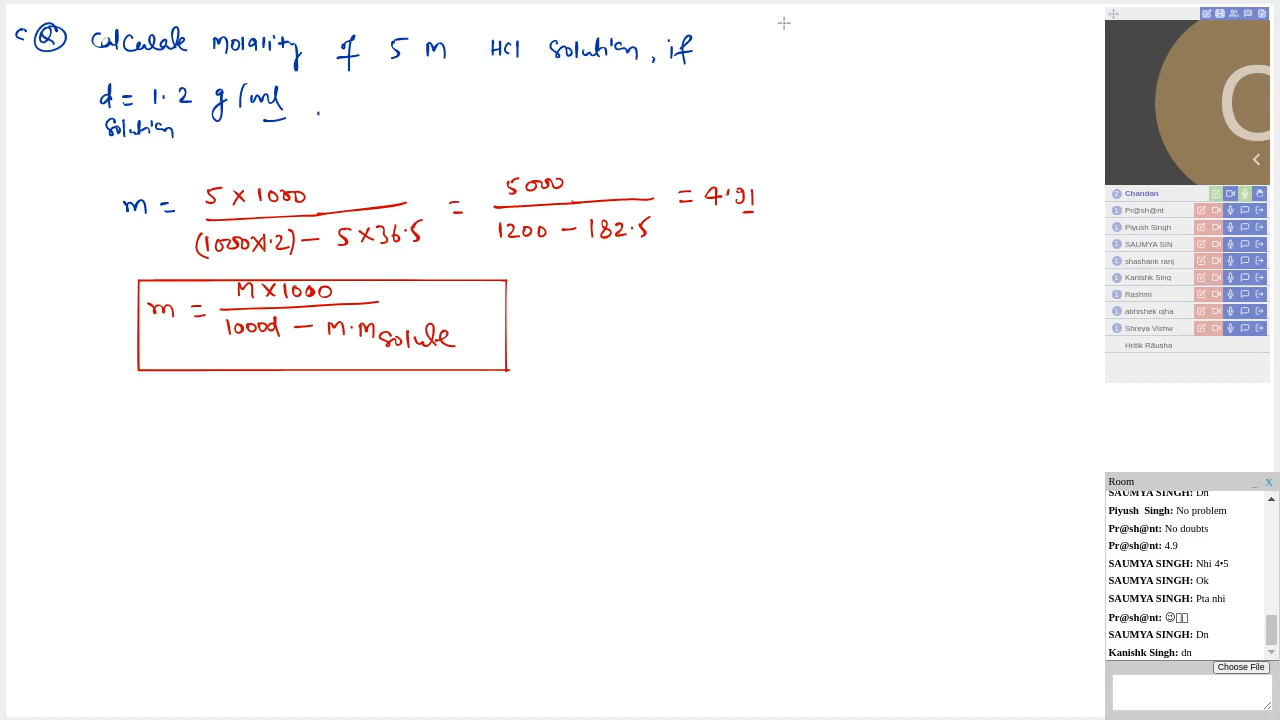 C Q Calculate molality of 5 M HCl solution, if
d = 1.2 g/ml.
solution
m = 5 × 1000 / (1000×1.2) − 5 × 36.5 = 5000 / 1200 − 182.5 = 4.91
m = M × 1000 / 1000d − M·M solute
Chandan
Pr@sh@nt
Piyush Singh
SAUMYA SIN
shashank ranj
Kanishk Sinq
Rashmi
abhishek ojha
Shreya Vishw
Hritik Räusha
Room _ X
SAUMYA SINGH: Dn
Piyush Singh: No problem
Pr@sh@nt: No doubts
Pr@sh@nt: 4.9
SAUMYA SINGH: Nhi 4•5
SAUMYA SINGH: Ok
SAUMYA SINGH: Pta nhi
Pr@sh@nt: 😉
SAUMYA SINGH: Dn
Kanishk Singh: dn
Choose File